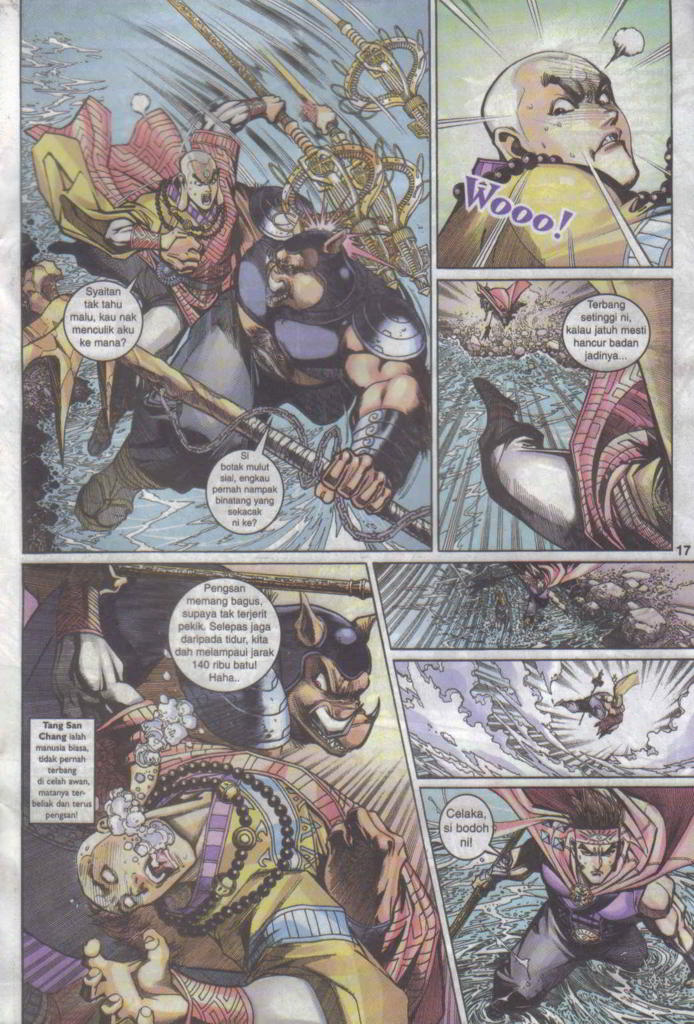 Syaitan
tak tahu
malu, kau nak
menculik aku
ke mana?
Si
botak mulut
sial, engkau
pernah nampak
binatang yang
sekacak
ni ke?
Wooo!
Terbang
setinggi ni,
kalau jatuh mesti
hancur badan
jadinya...
17
Pengsan
memang bagus,
supaya tak terjerit
pekik. Selepas jaga
daripada tidur, kita
dah melampaui jarak
140 ribu batu!
Haha..
Tang San
Chang ialah
manusia biasa,
tidak pernah
terbang
di celah awan,
matanya ter-
beliak dan terus
pengsan!
Celaka,
si bodoh
ni!